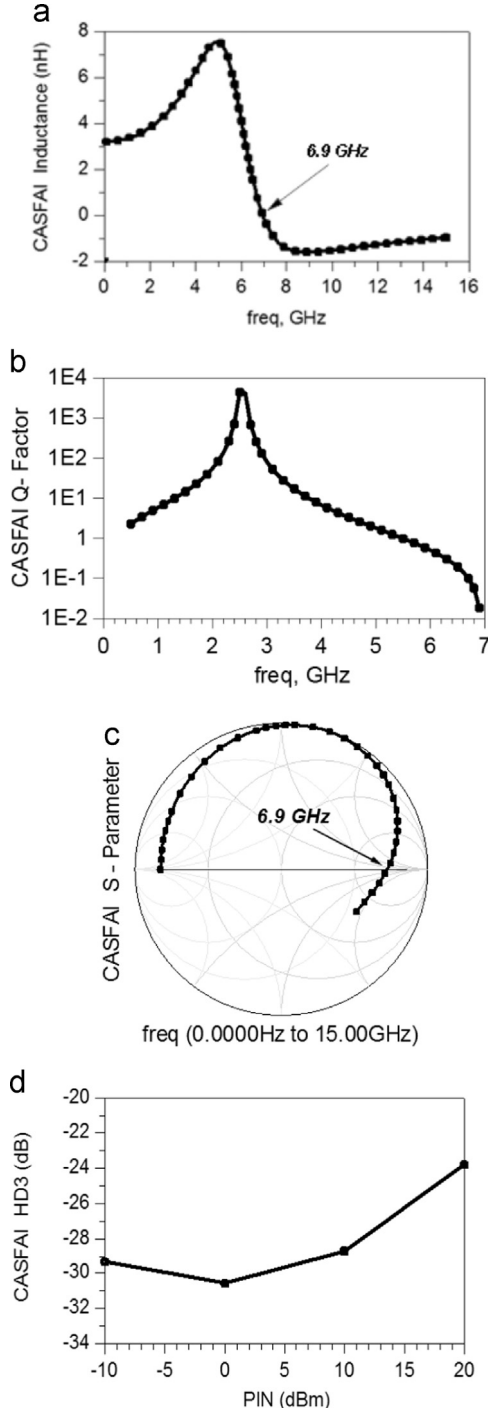 a
CASFAI Inductance (nH)
8
6
4
2
0
-2
6.9 GHz
0 2 4 6 8 10 12 14 16
freq, GHz
b
CASFAI Q- Factor
1E4
1E3
1E2
1E1
1
1E-1
1E-2
0 1 2 3 4 5 6 7
freq, GHz
c
CASFAI S - Parameter
6.9 GHz
freq (0.0000Hz to 15.00GHz)
d
CASFAI HD3 (dB)
-20
-22
-24
-26
-28
-30
-32
-34
-10 -5 0 5 10 15 20
PIN (dBm)